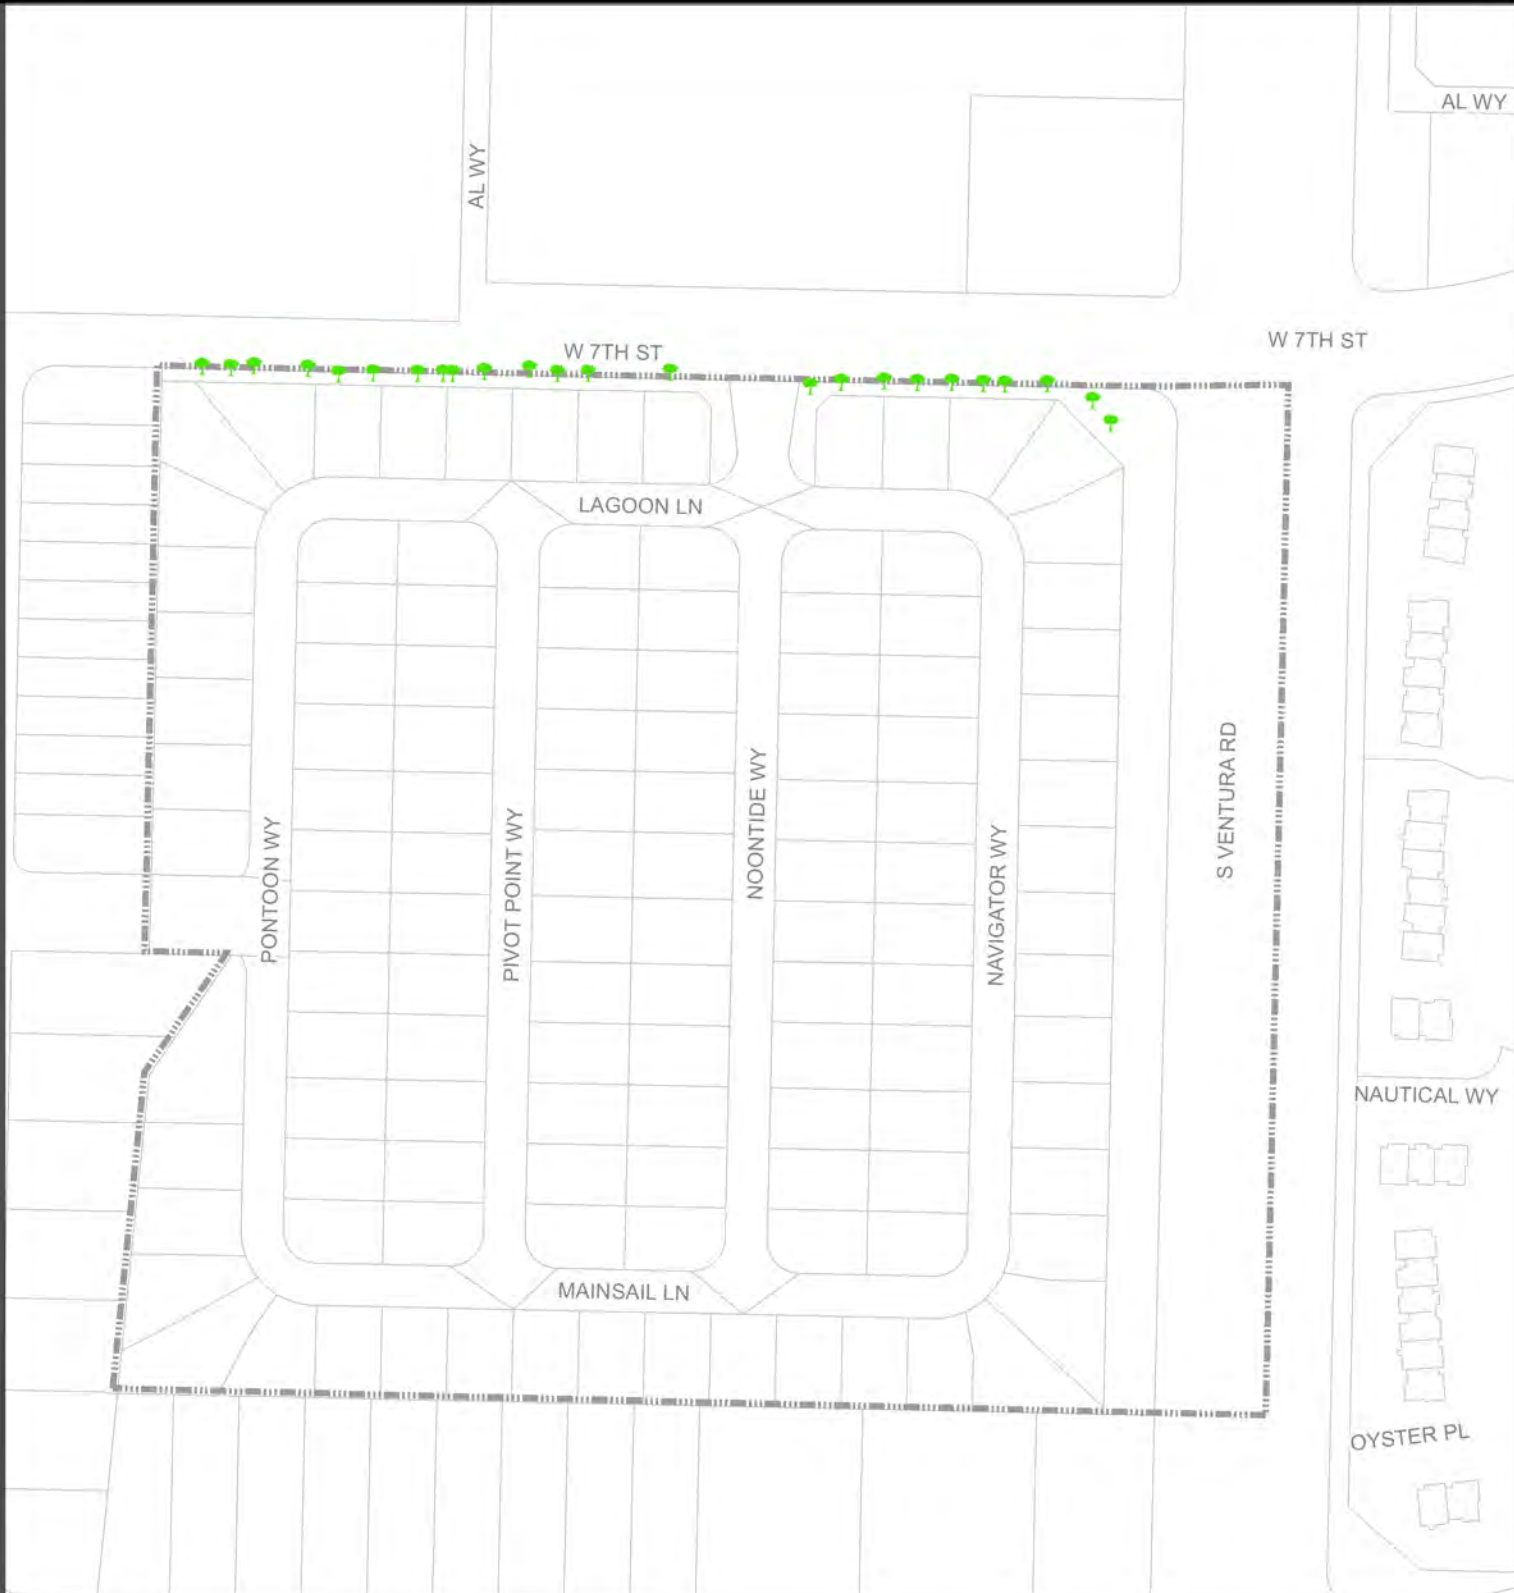 AL WY
AL WY
W 7TH ST
W 7TH ST
LAGOON LN
S VENTURA RD
NOONTIDE WY
PIVOT POINT WY
PONTOON WY
NAVIGATOR WY
NAUTICAL WY
MAINSAIL LN
OYSTER PL